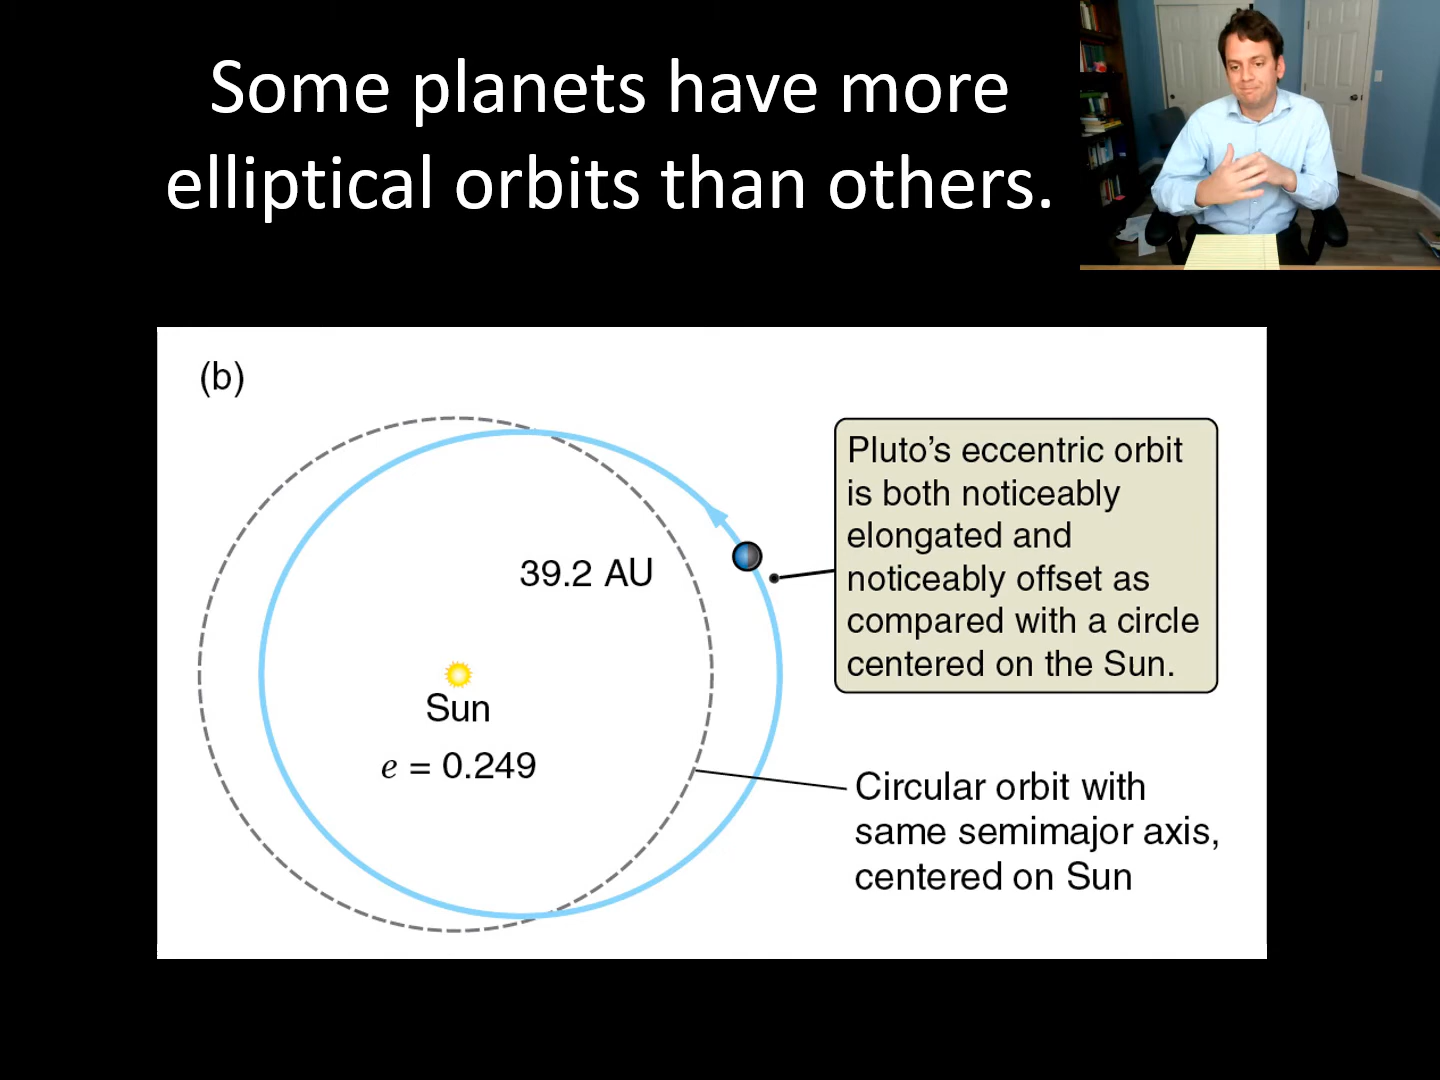 Some planets have more
elliptical orbits than others.
(b)
Pluto’s eccentric orbit
is both noticeably
elongated and
noticeably offset as
compared with a circle
centered on the Sun.
39.2 AU
Sun
e = 0.249
Circular orbit with
same semimajor axis,
centered on Sun